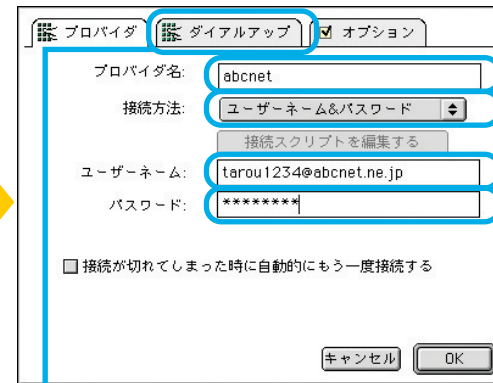 プロバイダ ダイアルアップ オプション
プロバイダ名: abcnet
接続方法: ユーザーネーム&パスワード
接続スクリプトを編集する
ユーザーネーム: tarou1234@abcnet.ne.jp
パスワード: ********
接続が切れてしまった時に自動的にもう一度接続する
キャンセル OK